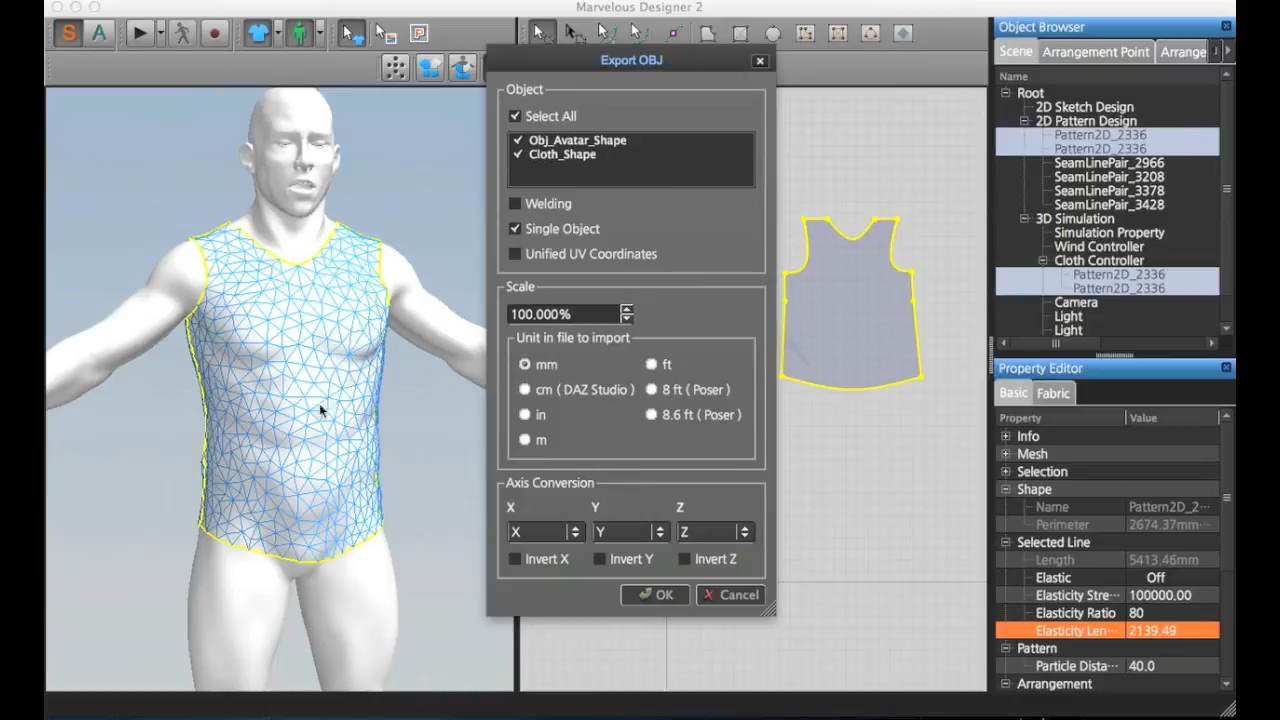 Marvelous Designer 2
S A
Export OBJ
Object
Select All
Obj_Avatar_Shape
Cloth_Shape
Welding
Single Object
Unified UV Coordinates
Scale
100.000%
Unit in file to import
mm
ft
cm ( DAZ Studio )
8 ft ( Poser )
in
8.6 ft ( Poser )
m
Axis Conversion
X Y Z
X Y Z
Invert X Invert Y Invert Z
OK Cancel
Object Browser
Scene Arrangement Point Arrange
Name
Root
2D Sketch Design
2D Pattern Design
Pattern2D_2336
Pattern2D_2336
SeamLinePair_2966
SeamLinePair_3208
SeamLinePair_3378
SeamLinePair_3428
3D Simulation
Simulation Property
Wind Controller
Cloth Controller
Pattern2D_2336
Pattern2D_2336
Camera
Light
Light
Property Editor
Basic Fabric
Property Value
Info
Mesh
Selection
Shape
Name Pattern2D_2···
Perimeter 2674.37mm···
Selected Line
Length 5413.46mm
Elastic Off
Elasticity Stre··· 100000.00
Elasticity Ratio 80
Elasticity Len··· 2139.49
Pattern
Particle Dista··· 40.0
Arrangement